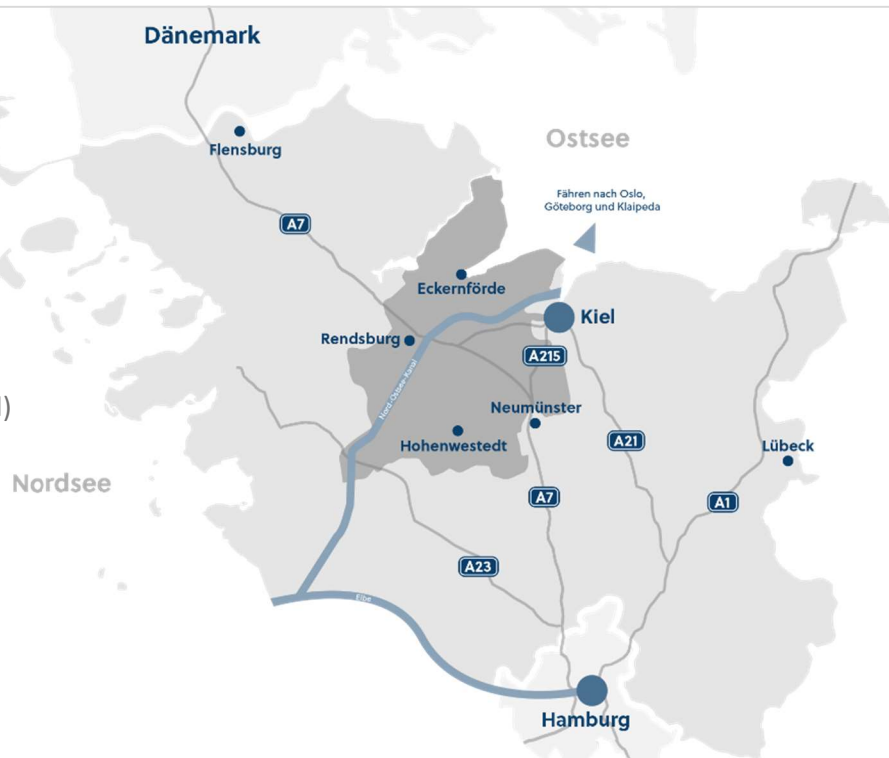 Dänemark
Flensburg
Ostsee
Fähren nach Oslo,
Göteborg und Klaipeda
A7
Eckernförde
Kiel
Rendsburg
A215
Nord-Ostsee-Kanal
Neumünster
Hohenwestedt
A21
Lübeck
Nordsee
A7
A1
A23
Elbe
Hamburg